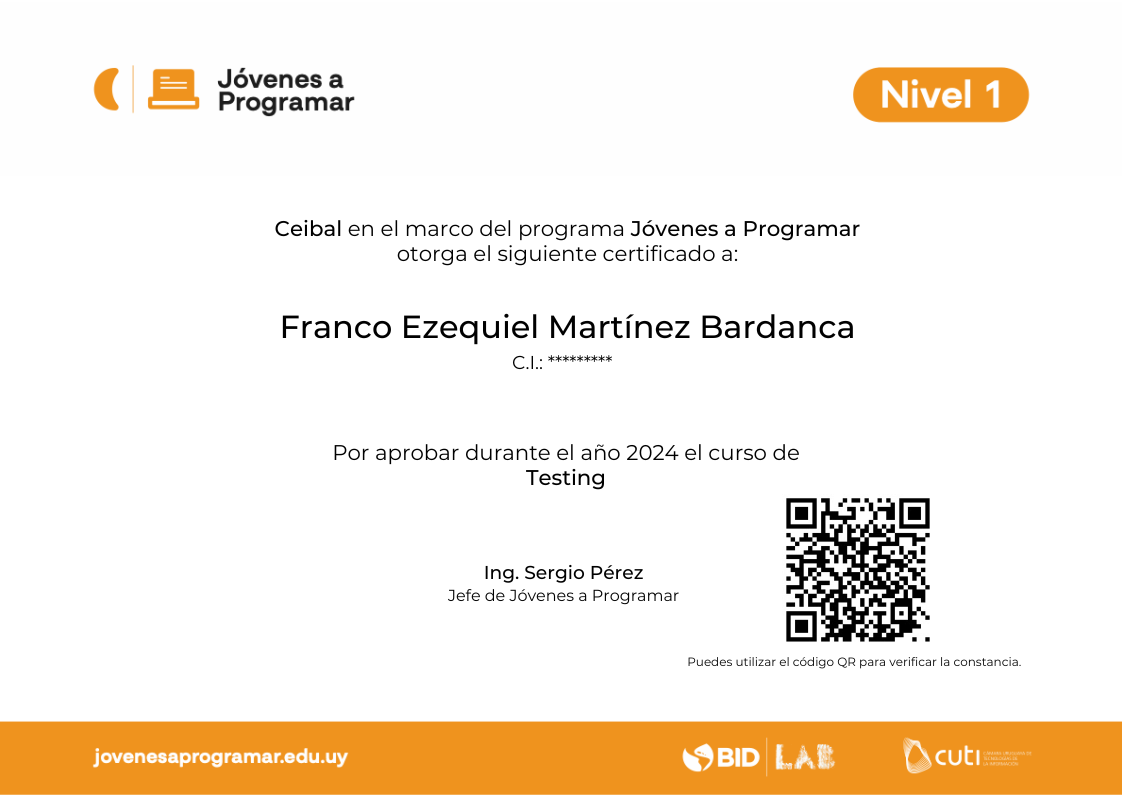 Jóvenes a
Programar
Nivel 1
Ceibal en el marco del programa Jóvenes a Programar
otorga el siguiente certificado a:
Franco Ezequiel Martínez Bardanca
C.I.: *********
Por aprobar durante el año 2024 el curso de
Testing
Ing. Sergio Pérez
Jefe de Jóvenes a Programar
Puedes utilizar el código QR para verificar la constancia.
jovenesaprogramar.edu.uy
BID
LAB
cuti